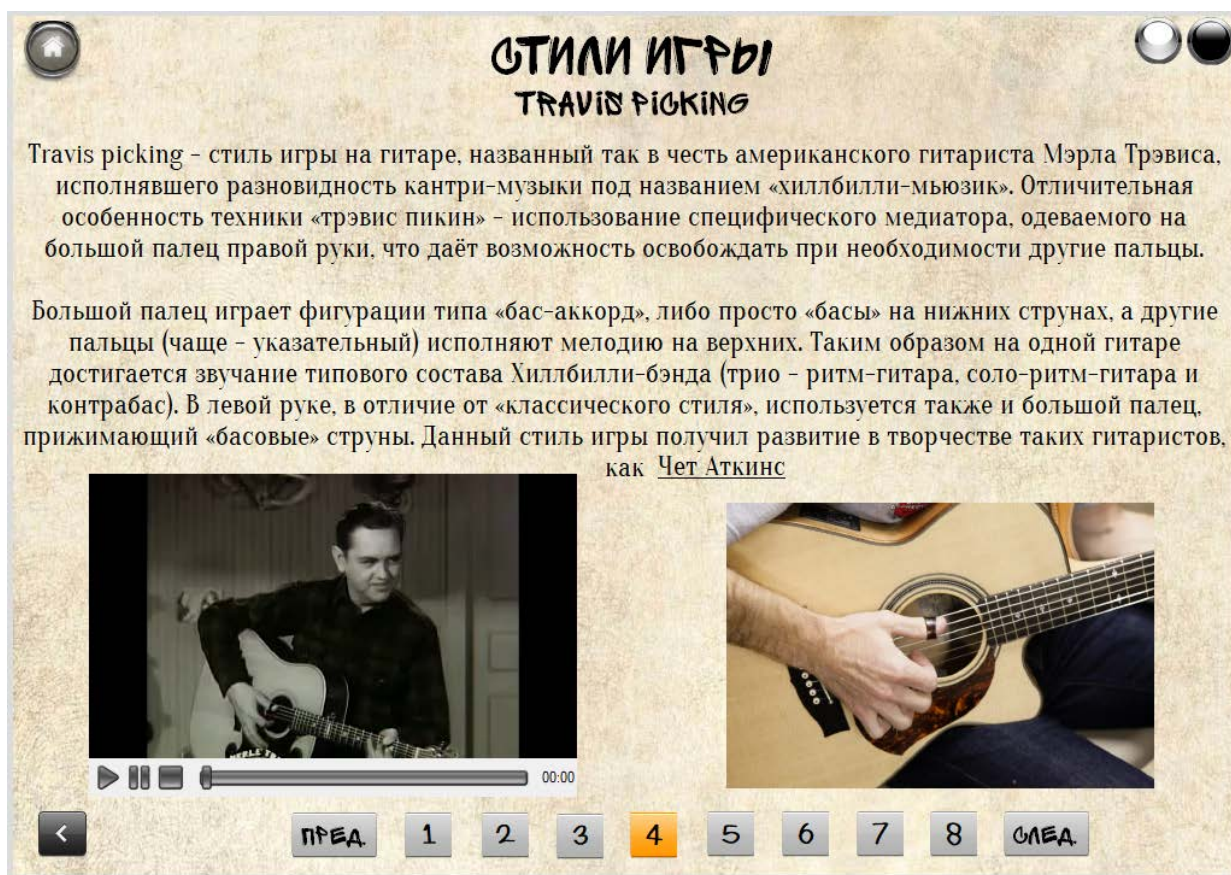 СТИЛИ ИГРЫ
TRAVIS PICKING
Travis picking – стиль игры на гитаре, названный так в честь американского гитариста Мэрла Трэвиса,
исполнявшего разновидность кантри-музыки под названием «хиллбилли-мьюзик». Отличительная
особенность техники «трэвис пикин» – использование специфического медиатора, одеваемого на
большой палец правой руки, что даёт возможность освобождать при необходимости другие пальцы.
Большой палец играет фигурации типа «бас-аккорд», либо просто «басы» на нижних струнах, а другие
пальцы (чаще – указательный) исполняют мелодию на верхних. Таким образом на одной гитаре
достигается звучание типового состава Хиллбилли-бэнда (трио – ритм-гитара, соло-ритм-гитара и
контрабас). В левой руке, в отличие от «классического стиля», используется также и большой палец,
прижимающий «басовые» струны. Данный стиль игры получил развитие в творчестве таких гитаристов,
как Чет Аткинс
00:00
ПРЕД. 1 2 3 4 5 6 7 8 СЛЕД.